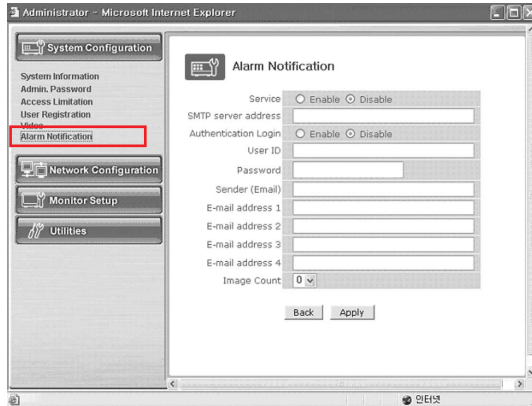 Administrator - Microsoft Internet Explorer
System Configuration
System Information
Admin. Password
Access Limitation
User Registration
Video
Alarm Notification
Network Configuration
Monitor Setup
Utilities
Alarm Notification
Service Enable Disable
SMTP server address
Authentication Login Enable Disable
User ID
Password
Sender (Email)
E-mail address 1
E-mail address 2
E-mail address 3
E-mail address 4
Image Count 0
Back Apply
인터넷